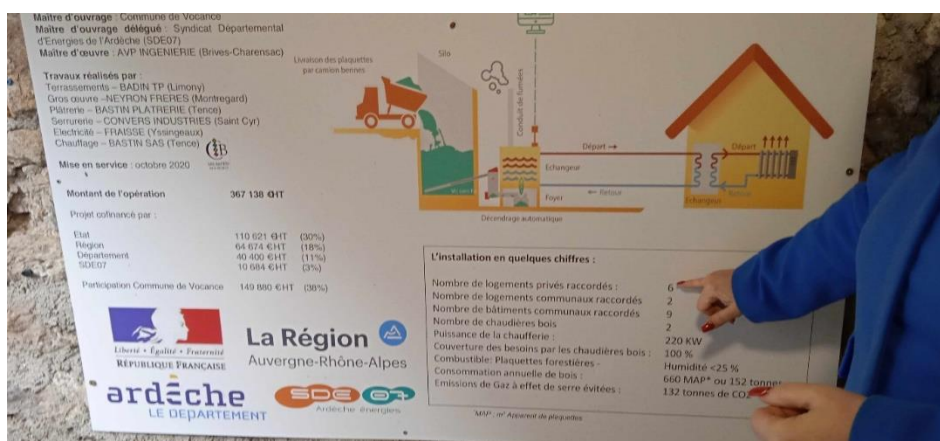 Maître d'ouvrage : Commune de Vocance
Maître d'ouvrage délégué : Syndicat Départemental
d'Energies de l'Ardèche (SDE07)
Maître d'œuvre : AVP INGENIERIE (Brives-Charensac)
Travaux réalisés par :
Terrassements – BADIN TP (Limony)
Gros œuvre –NEYRON FRERES (Montregard)
Plâtrerie – BASTIN PLATRERIE (Tence)
Serrurerie – CONVERS INDUSTRIES (Saint Cyr)
Electricité – FRAISSE (Yssingeaux)
Chauffage – BASTIN SAS (Tence)
Mise en service : octobre 2020
Montant de l'opération 367 138 €HT
Projet cofinancé par :
Etat 110 621 €HT (30%)
Région 64 674 €HT (18%)
Département 40 400 €HT (11%)
SDE07 10 684 €HT (3%)
Participation Commune de Vocance 149 880 €HT (38%)
Liberté • Égalité • Fraternité
RÉPUBLIQUE FRANÇAISE
La Région
Auvergne-Rhône-Alpes
ardèche
LE DEPARTEMENT
SDE 07
Ardèche énergies
Livraison des plaquettes
par camion bennes
Silo
Conduit de fumées
Départ →
Echangeur
← Retour
Foyer
Décendrage automatique
Départ
Retour
Echangeur
L'installation en quelques chiffres :
Nombre de logements privés raccordés : 6
Nombre de logements communaux raccordés 2
Nombre de bâtiments communaux raccordés 9
Nombre de chaudières bois 2
Puissance de la chaufferie : 220 KW
Couverture des besoins par les chaudières bois : 100 %
Combustible: Plaquettes forestières - Humidité <25 %
Consommation annuelle de bois : 660 MAP* ou 152 tonnes
Emissions de Gaz à effet de serre évitées : 132 tonnes de CO2
*MAP : m³ Apparent de plaquettes